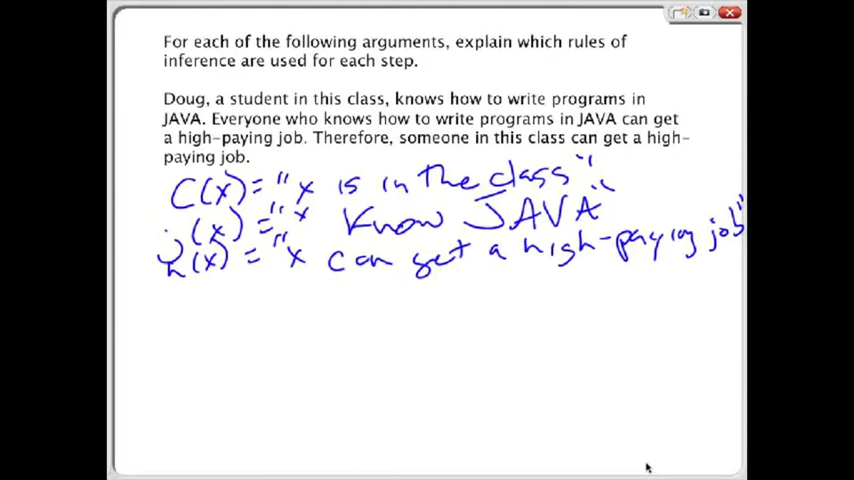 For each of the following arguments, explain which rules of
inference are used for each step.
Doug, a student in this class, knows how to write programs in
JAVA. Everyone who knows how to write programs in JAVA can get
a high-paying job. Therefore, someone in this class can get a high-
paying job.
C(x) = "x is in the class"
j(x) = "x know JAVA"
h(x) = "x can get a high-paying job"